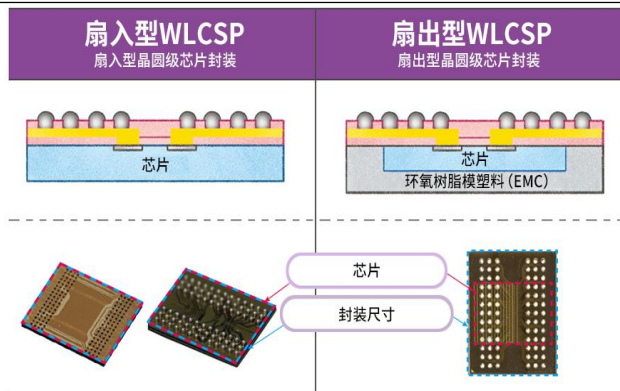 扇入型WLCSP
扇入型晶圆级芯片封装
扇出型WLCSP
扇出型晶圆级芯片封装
芯片
芯片
环氧树脂模塑料（EMC）
芯片
封装尺寸